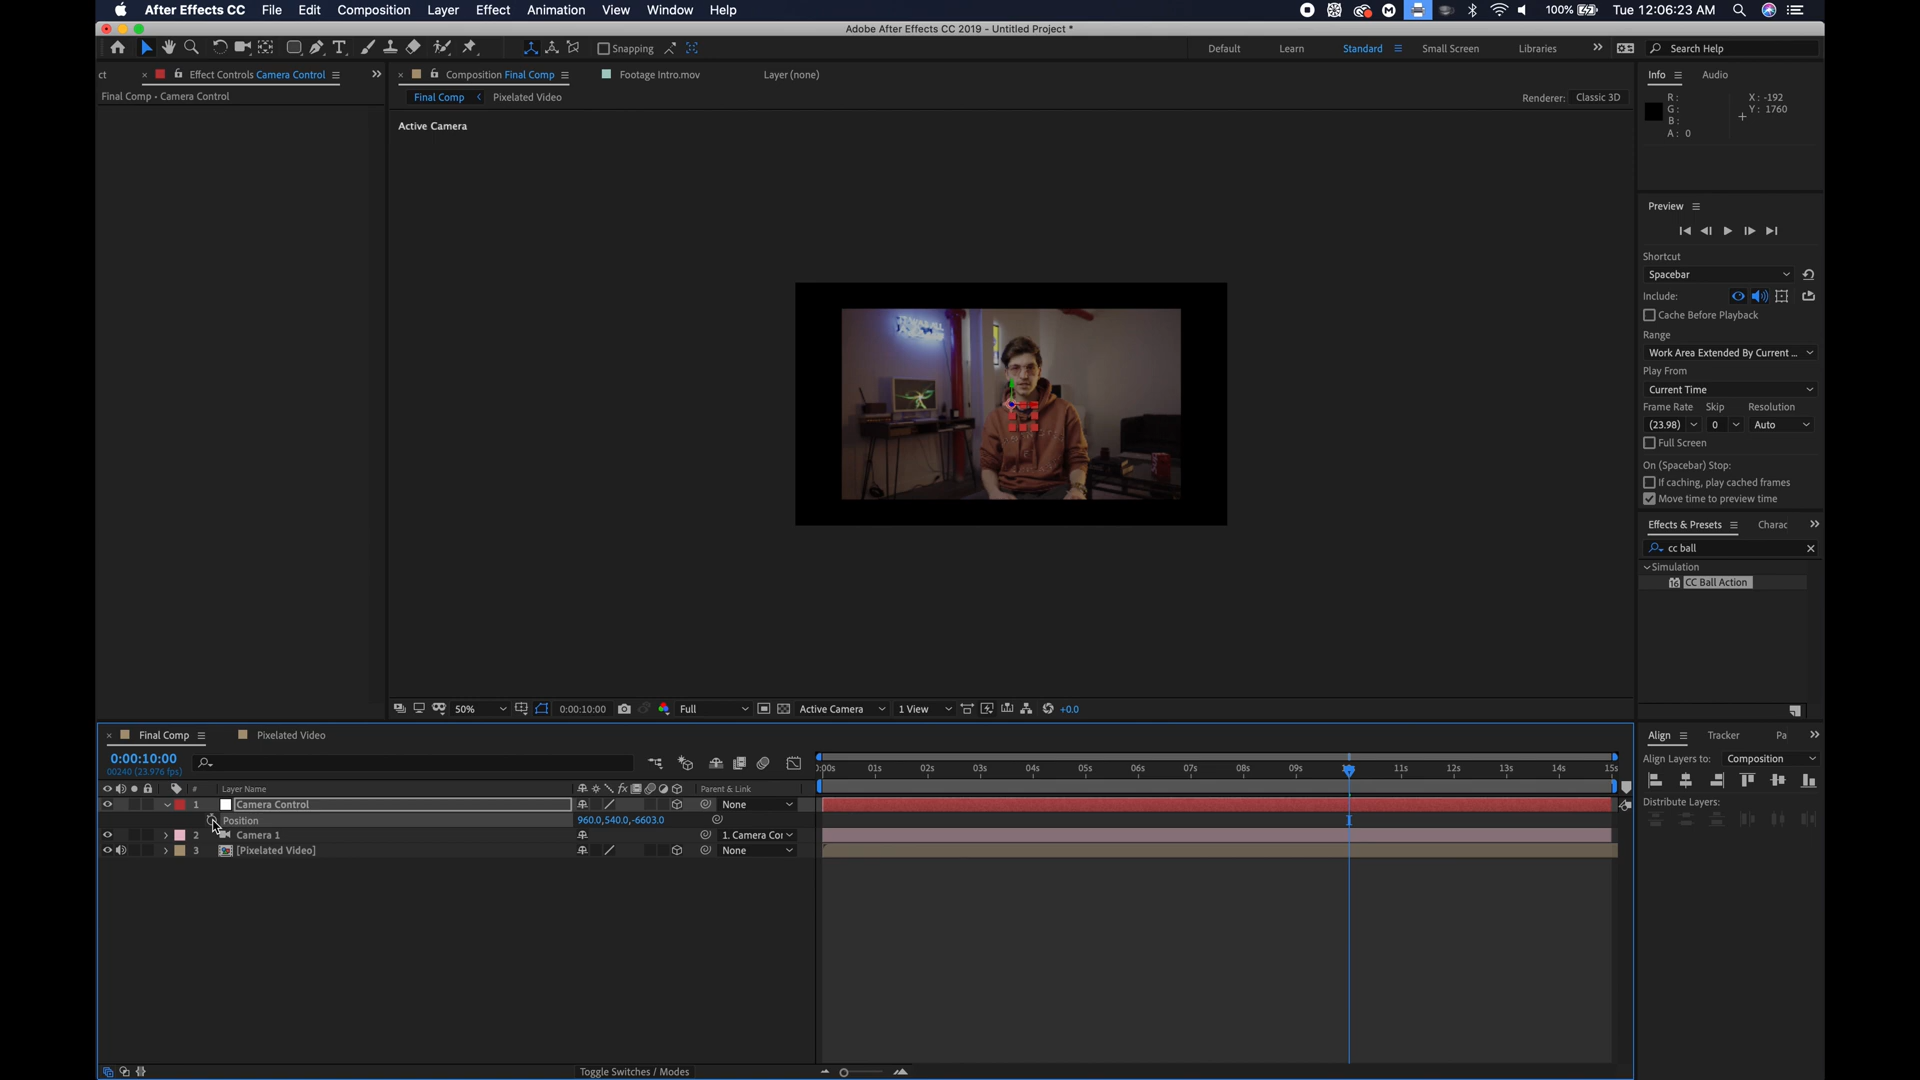 After Effects CC File Edit Composition Layer Effect Animation View Window Help 100% Tue 12:06:23 AM
Adobe After Effects CC 2019 - Untitled Project *
Snapping Default Learn Standard Small Screen Libraries Search Help
ct Effect Controls Camera Control Composition Final Comp Footage Intro.mov Layer (none) Info Audio
Final Comp • Camera Control Final Comp Pixelated Video Renderer: Classic 3D
R: X: -192
G: Y: 1760
B:
A: 0
Active Camera
Preview
Shortcut
Spacebar
Include:
Cache Before Playback
Range
Work Area Extended By Current ...
Play From
Current Time
Frame Rate Skip Resolution
(23.98) 0 Auto
Full Screen
On (Spacebar) Stop:
If caching, play cached frames
Move time to preview time
Effects & Presets Charac
cc ball
Simulation
CC Ball Action
50% 0:00:10:00 Full Active Camera 1 View +0.0
Final Comp Pixelated Video Align Tracker Pa
0:00:10:00
00240 (23.976 fps)
Align Layers to: Composition
:00s 01s 02s 03s 04s 05s 06s 07s 08s 09s 11s 12s 13s 14s 15s
# Layer Name fx Parent & Link
Distribute Layers:
1 Camera Control None
Position 960.0,540.0,-6603.0
2 Camera 1 1. Camera Coi
3 [Pixelated Video] None
Toggle Switches / Modes